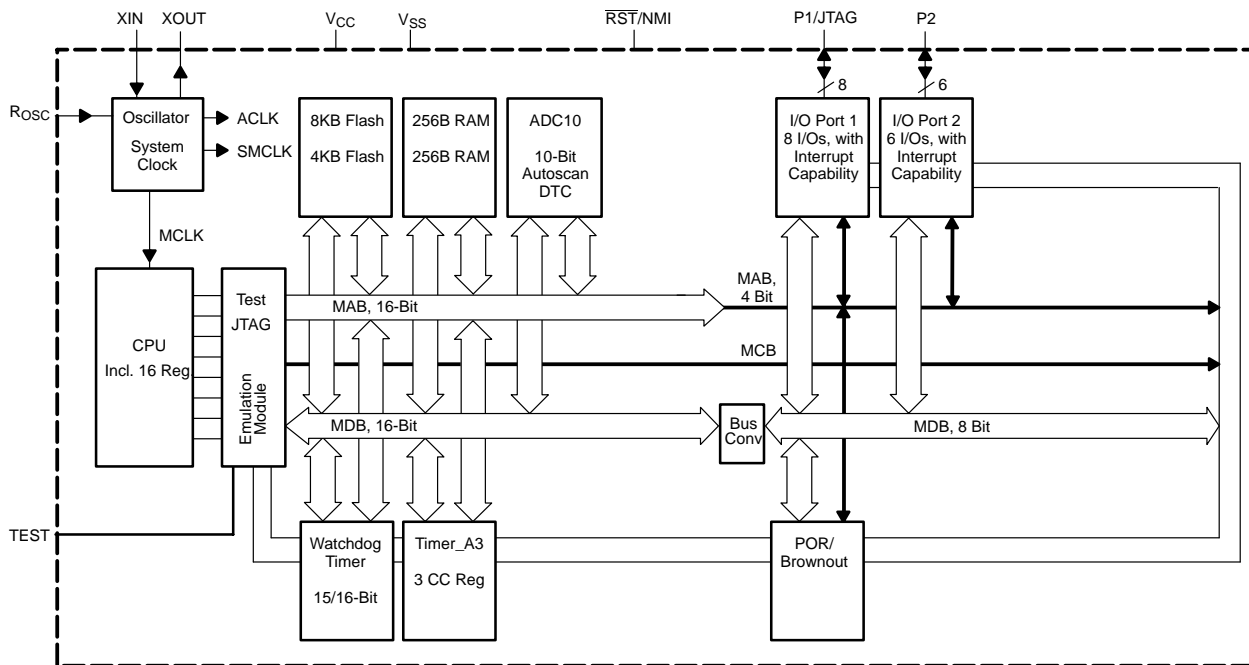 XIN
XOUT
VCC
VSS
RST/NMI
P1/JTAG
P2
8
6
ROSC
Oscillator
System
Clock
ACLK
SMCLK
8KB Flash
4KB Flash
256B RAM
256B RAM
ADC10
10-Bit
Autoscan
DTC
I/O Port 1
8 I/Os, with
Interrupt
Capability
I/O Port 2
6 I/Os, with
Interrupt
Capability
MCLK
CPU
Incl. 16 Reg.
Test
JTAG
Emulation
Module
MAB, 16-Bit
MAB,
4 Bit
MCB
MDB, 16-Bit
Bus
Conv
MDB, 8 Bit
TEST
Watchdog
Timer
15/16-Bit
Timer_A3
3 CC Reg
POR/
Brownout